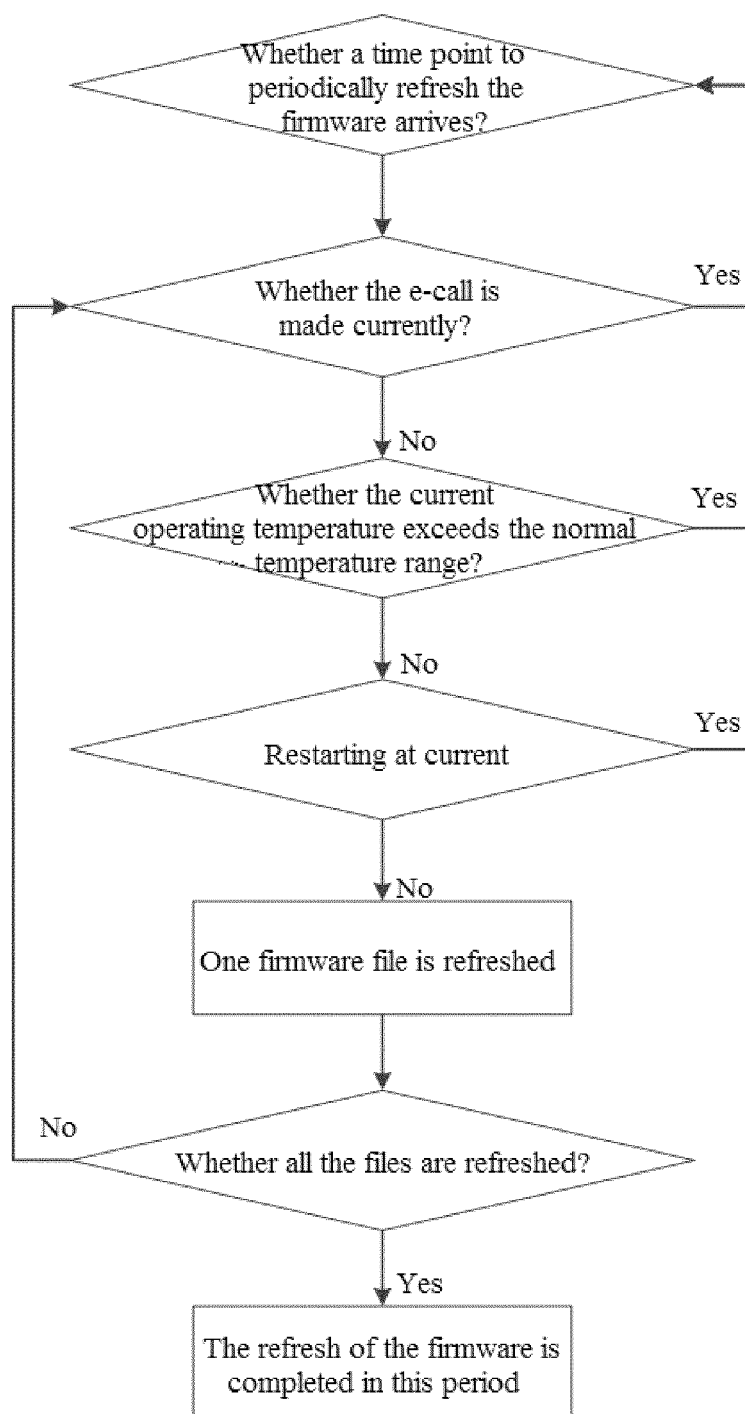 Whether a time point to
periodically refresh the
firmware arrives?
Whether the e-call is
made currently?
Yes
No
Whether the current
operating temperature exceeds the normal
temperature range?
Yes
No
Restarting at current
Yes
No
One firmware file is refreshed
No
Whether all the files are refreshed?
Yes
The refresh of the firmware is
completed in this period